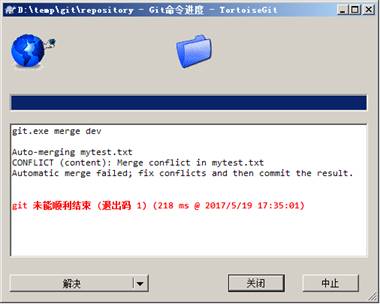 D:\temp\git\repository - Git命令进度 - TortoiseGit
git.exe merge dev
Auto-merging mytest.txt
CONFLICT (content): Merge conflict in mytest.txt
Automatic merge failed; fix conflicts and then commit the result.
git 未能顺利结束 (退出码 1) (218 ms @ 2017/5/19 17:35:01)
解决
关闭
中止